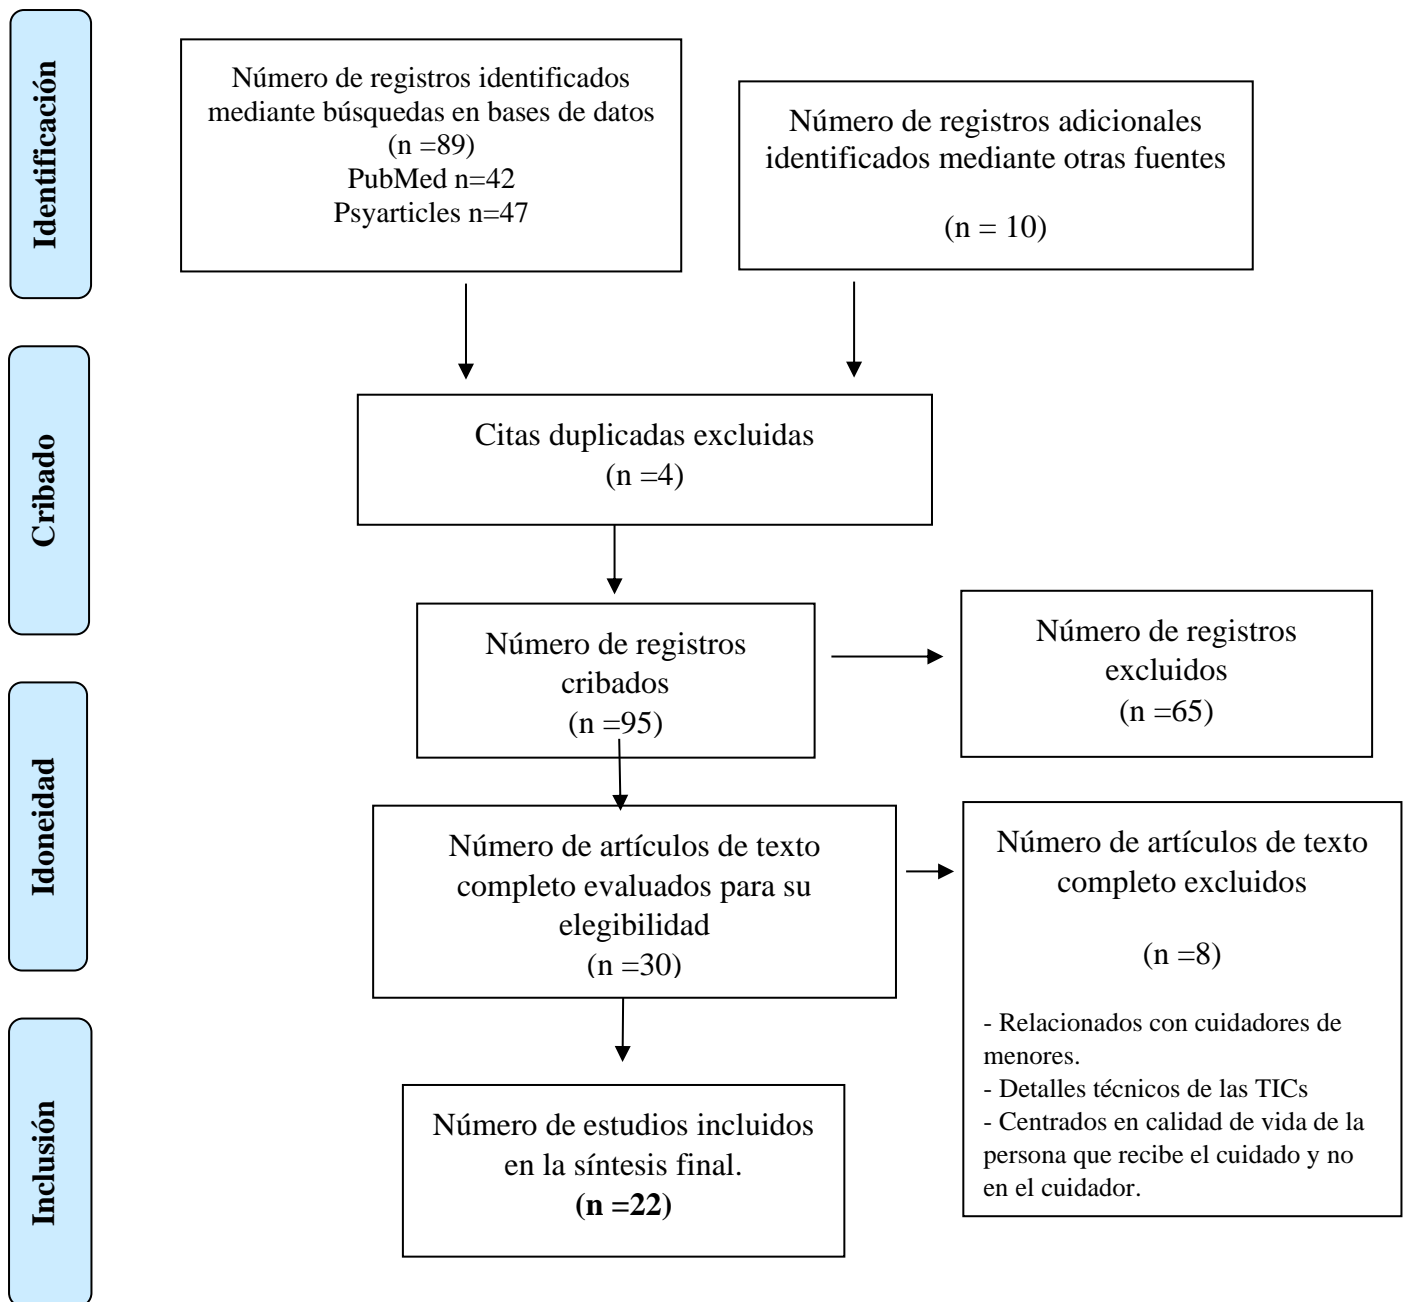 Identificación
Número de registros identificados
mediante búsquedas en bases de datos
(n =89)
PubMed n=42
Psyarticles n=47
Número de registros adicionales
identificados mediante otras fuentes
(n = 10)
Cribado
Citas duplicadas excluidas
(n =4)
Número de registros
cribados
(n =95)
Número de registros
excluidos
(n =65)
Idoneidad
Número de artículos de texto
completo evaluados para su
elegibilidad
(n =30)
Número de artículos de texto
completo excluidos
(n =8)
- Relacionados con cuidadores de
menores.
- Detalles técnicos de las TICs
- Centrados en calidad de vida de la
persona que recibe el cuidado y no
en el cuidador.
Inclusión
Número de estudios incluidos
en la síntesis final.
(n =22)